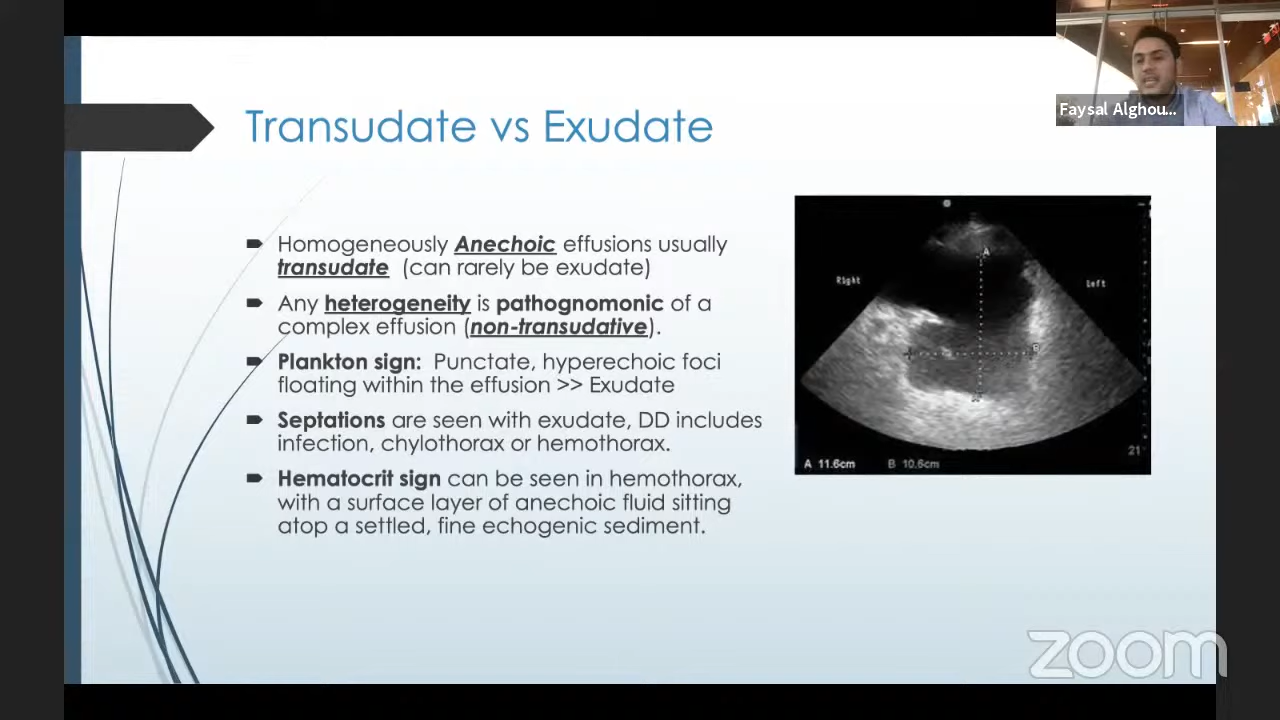 Faysal Alghou...
Transudate vs Exudate
Homogeneously Anechoic effusions usually
transudate (can rarely be exudate)
Any heterogeneity is pathognomonic of a
complex effusion (non-transudative).
Plankton sign: Punctate, hyperechoic foci
floating within the effusion >> Exudate
Septations are seen with exudate, DD includes
infection, chylothorax or hemothorax.
Hematocrit sign can be seen in hemothorax,
with a surface layer of anechoic fluid sitting
atop a settled, fine echogenic sediment.
A
Right
left
B
21
A 11.6cm B 10.6cm
zoom